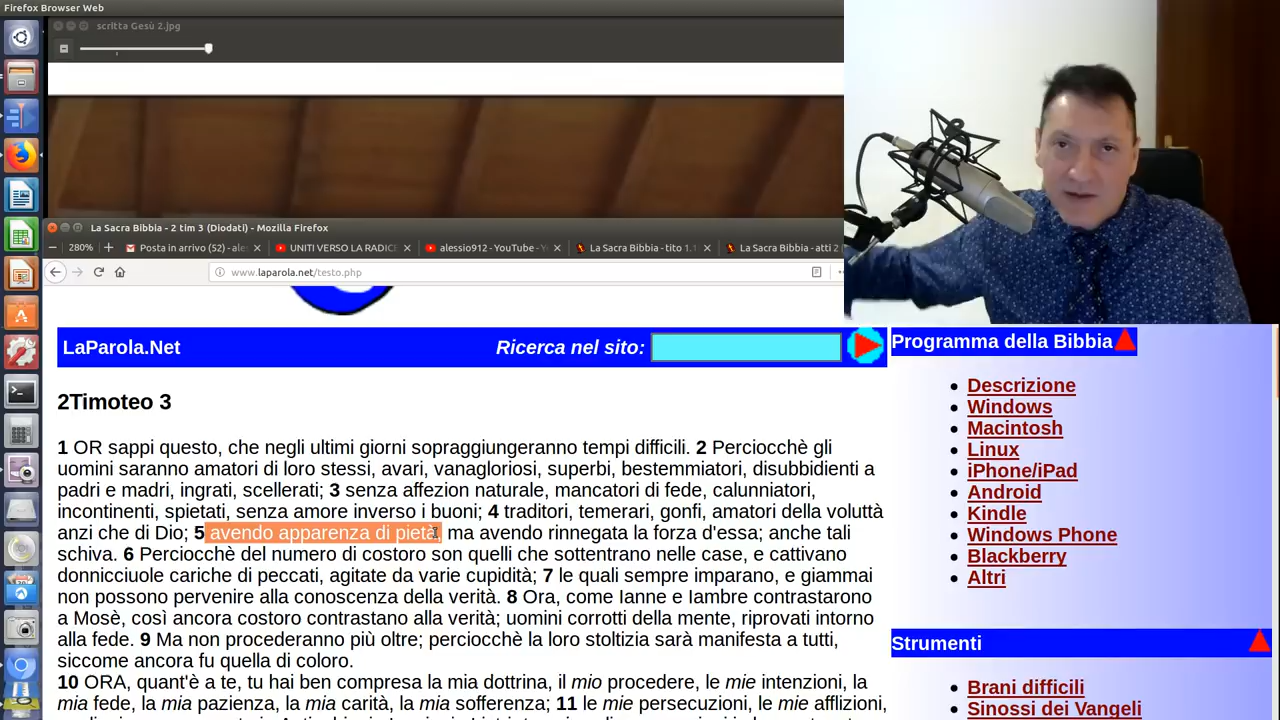 Firefox Browser Web
scritta Gesù 2.jpg
La Sacra Bibbia - 2 tim 3 (Diodati) - Mozilla Firefox
280%
Posta in arrivo (52) - ale
UNITI VERSO LA RADICE
alessio912 - YouTube - Y
La Sacra Bibbia - tito 1.
La Sacra Bibbia - atti 2
www.laparola.net/testo.php
LaParola.Net
Ricerca nel sito:
2Timoteo 3
1 OR sappi questo, che negli ultimi giorni sopraggiungeranno tempi difficili. 2 Perciocchè gli
uomini saranno amatori di loro stessi, avari, vanagloriosi, superbi, bestemmiatori, disubbidienti a
padri e madri, ingrati, scellerati; 3 senza affezion naturale, mancatori di fede, calunniatori,
incontinenti, spietati, senza amore inverso i buoni; 4 traditori, temerari, gonfi, amatori della voluttà
anzi che di Dio; 5 avendo apparenza di pietà, ma avendo rinnegata la forza d'essa; anche tali
schiva. 6 Perciocchè del numero di costoro son quelli che sottentrano nelle case, e cattivano
donnicciuole cariche di peccati, agitate da varie cupidità; 7 le quali sempre imparano, e giammai
non possono pervenire alla conoscenza della verità. 8 Ora, come Ianne e Iambre contrastarono
a Mosè, così ancora costoro contrastano alla verità; uomini corrotti della mente, riprovati intorno
alla fede. 9 Ma non procederanno più oltre; perciocchè la loro stoltizia sarà manifesta a tutti,
siccome ancora fu quella di coloro.
10 ORA, quant'è a te, tu hai ben compresa la mia dottrina, il mio procedere, le mie intenzioni, la
mia fede, la mia pazienza, la mia carità, la mia sofferenza; 11 le mie persecuzioni, le mie afflizioni,
Programma della Bibbia
Descrizione
Windows
Macintosh
Linux
iPhone/iPad
Android
Kindle
Windows Phone
Blackberry
Altri
Strumenti
Brani difficili
Sinossi dei Vangeli